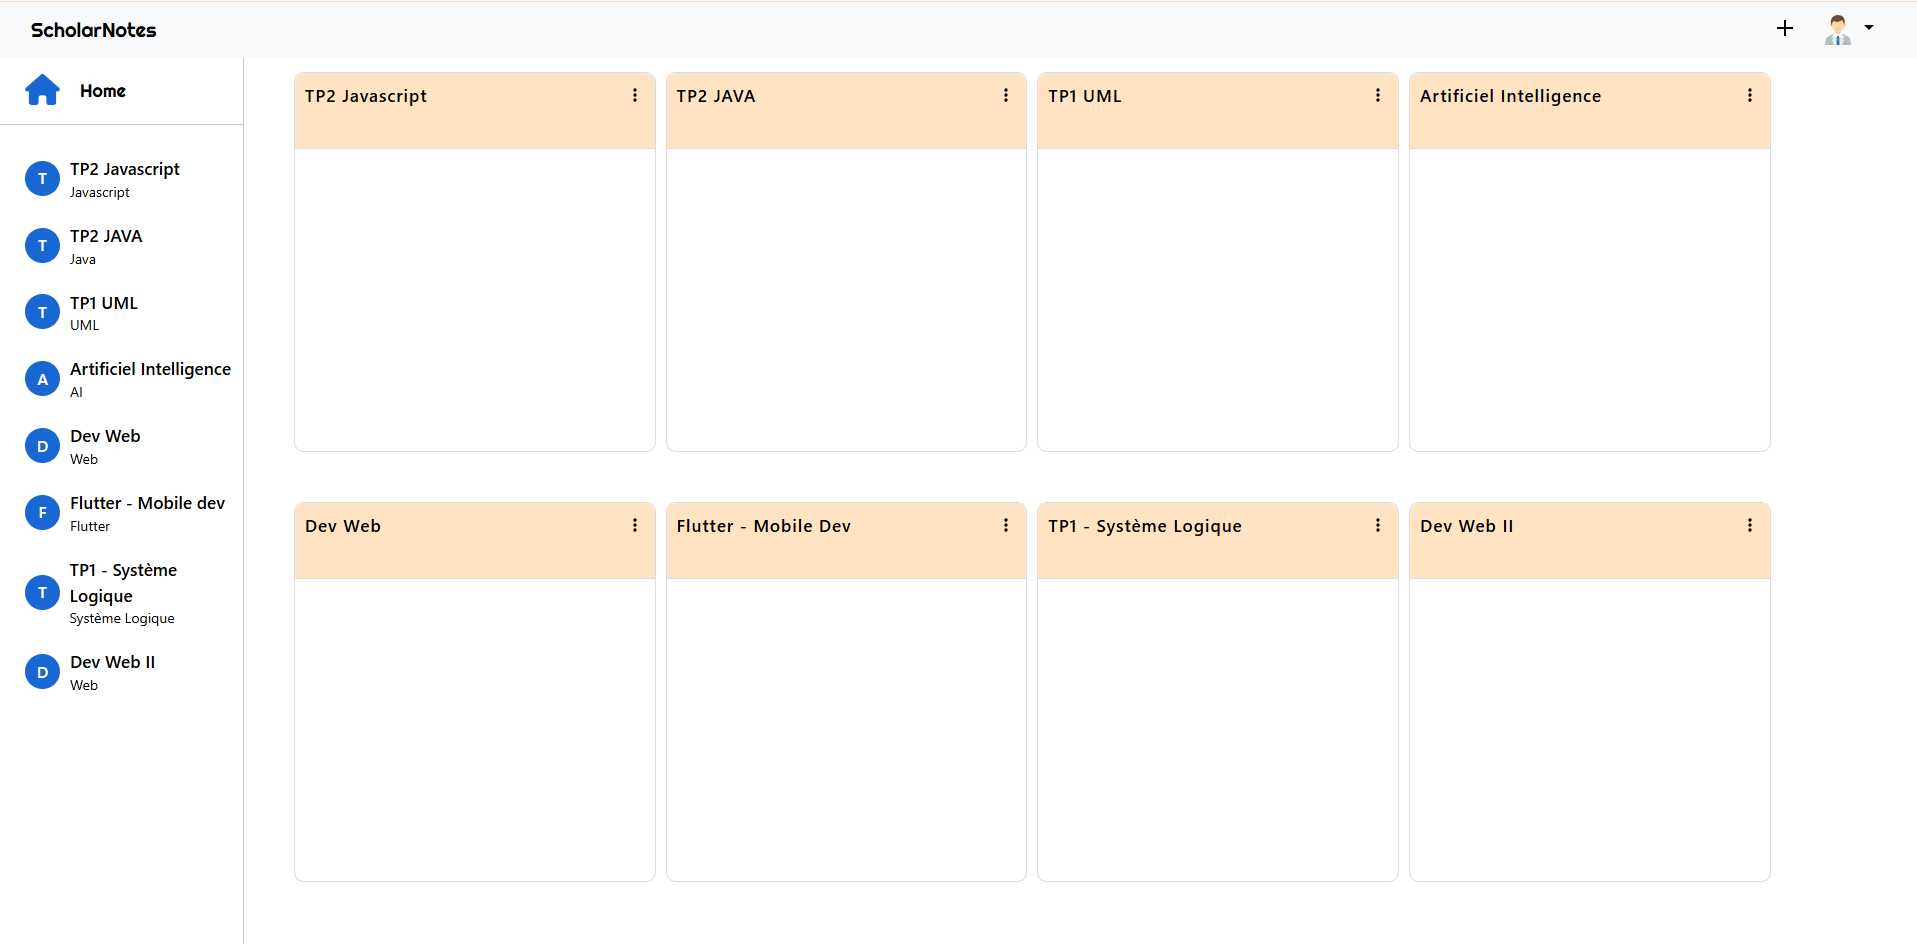 ScholarNotes
Home
T
TP2 Javascript
Javascript
T
TP2 JAVA
Java
T
TP1 UML
UML
A
Artificiel Intelligence
AI
D
Dev Web
Web
F
Flutter - Mobile dev
Flutter
T
TP1 - Système
Logique
Système Logique
D
Dev Web II
Web
TP2 Javascript
TP2 JAVA
TP1 UML
Artificiel Intelligence
Dev Web
Flutter - Mobile Dev
TP1 - Système Logique
Dev Web II